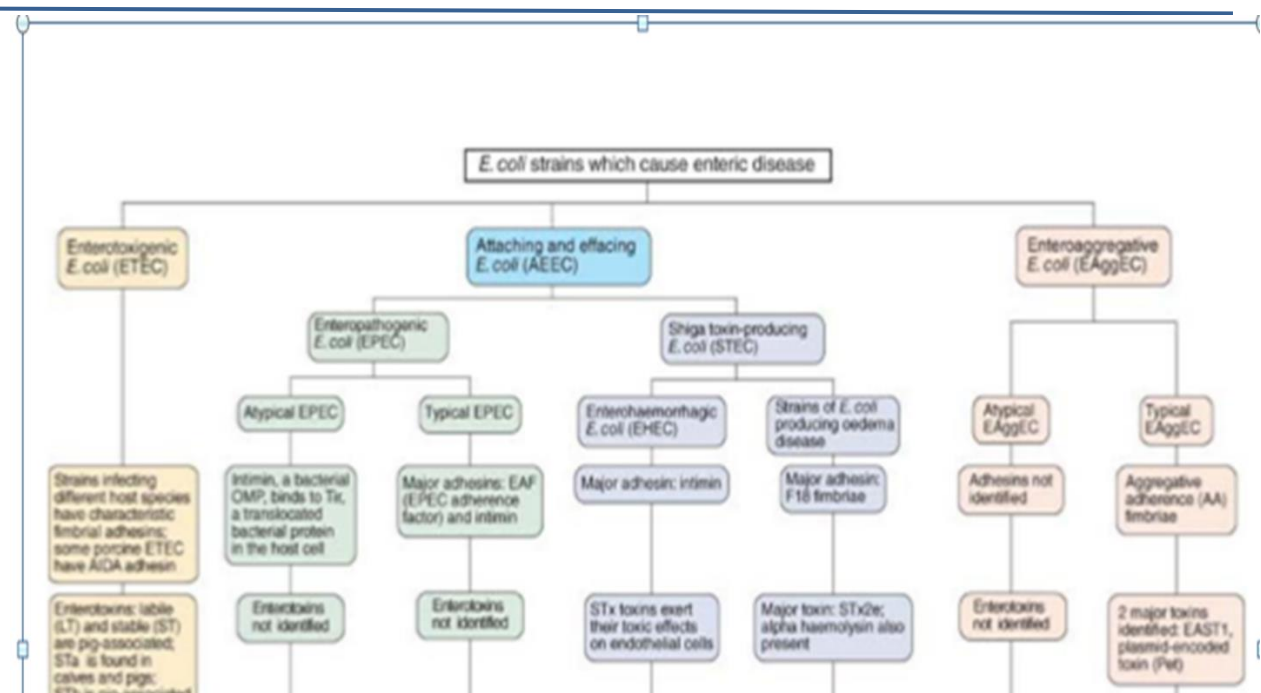 E. coli strains which cause enteric disease
Enterotoxigenic
E. coli (ETEC)
Attaching and effacing
E. coli (AEEC)
Enteroaggregative
E. coli (EAggEC)
Enteropathogenic
E. coli (EPEC)
Shiga toxin-producing
E. coli (STEC)
Atypical EPEC
Typical EPEC
Enterohaemorrhagic
E. coli (EHEC)
Strains of E. coli
producing oedema
disease
Atypical
EAggEC
Typical
EAggEC
Strains infecting
different host species
have characteristic
fimbrial adhesins;
some porcine ETEC
have AIDA adhesin
Intimin, a bacterial
OMP, binds to Tir,
a translocated
bacterial protein
in the host cell
Major adhesins: EAF
(EPEC adherence
factor) and intimin
Major adhesin: intimin
Major adhesin:
F18 fimbriae
Adhesins not
identified
Aggregative
adherence (AA)
fimbriae
Enterotoxins: labile
(LT) and stable (ST)
are pig-associated;
STa is found in
calves and pigs;
STb is pig-associated
Enterotoxins
not identified
Enterotoxins
not identified
STx toxins exert
their toxic effects
on endothelial cells
Major toxin: STx2e;
alpha haemolysin also
present
Enterotoxins
not identified
2 major toxins
identified: EAST1,
plasmid-encoded
toxin (Pet)